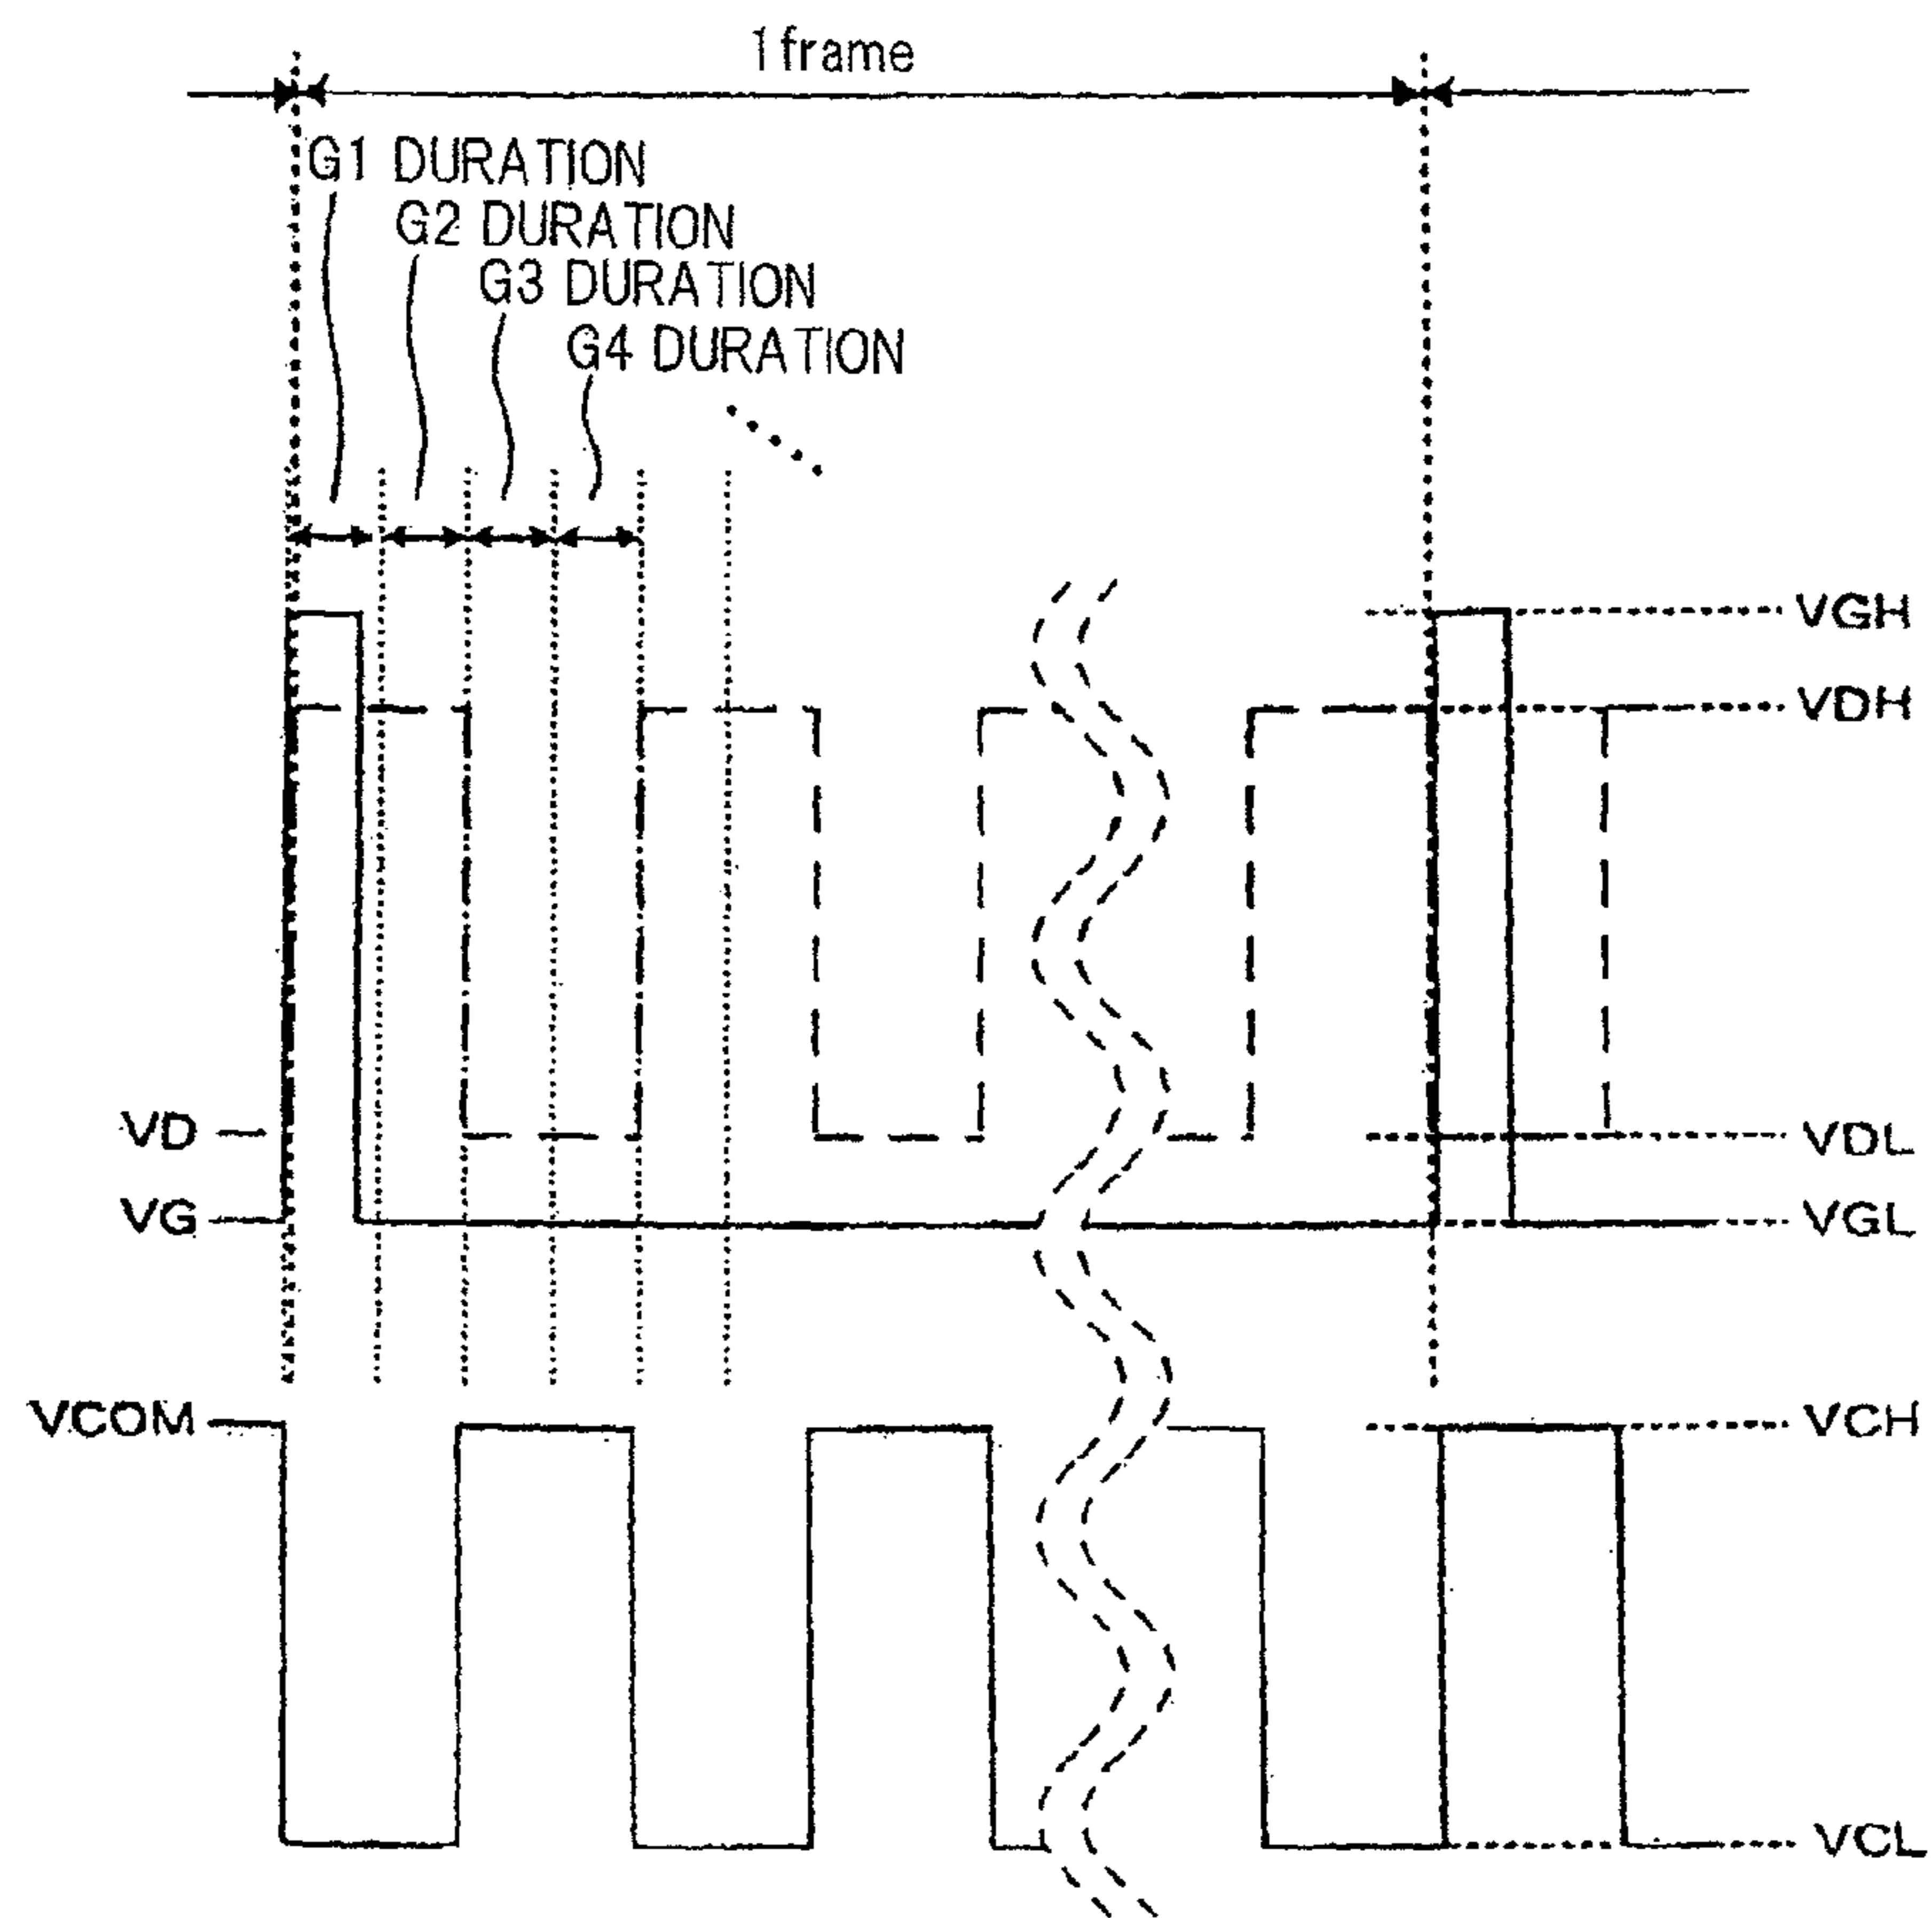 1frame
G1 DURATION
G2 DURATION
G3 DURATION
G4 DURATION
VGH
VDH
VD
VDL
VG
VGL
VCOM
VCH
VCL